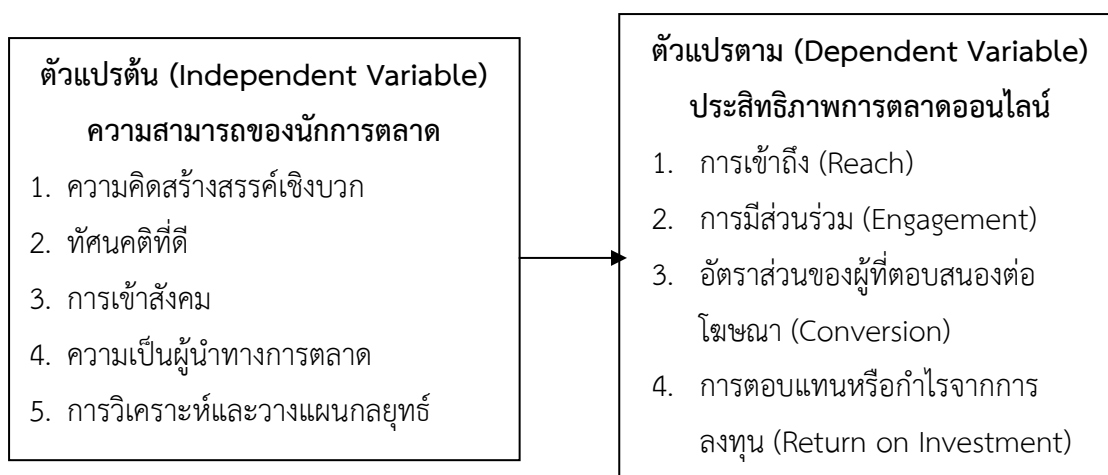 ตัวแปรต้น (Independent Variable)
ความสามารถของนักการตลาด
1. ความคิดสร้างสรรค์เชิงบวก
2. ทัศนคติที่ดี
3. การเข้าสังคม
4. ความเป็นผู้นำทางการตลาด
5. การวิเคราะห์และวางแผนกลยุทธ์
ตัวแปรตาม (Dependent Variable)
ประสิทธิภาพการตลาดออนไลน์
1. การเข้าถึง (Reach)
2. การมีส่วนร่วม (Engagement)
3. อัตราส่วนของผู้ที่ตอบสนองต่อ
โฆษณา (Conversion)
4. การตอบแทนหรือกำไรจากการ
ลงทุน (Return on Investment)